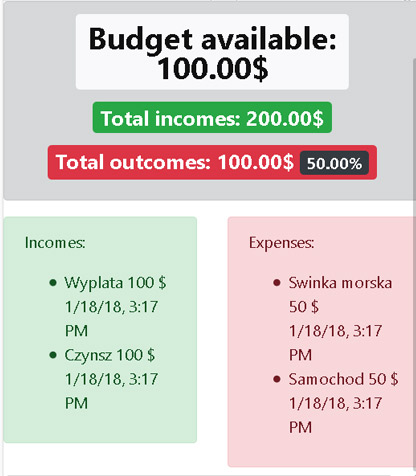 Budget available:
100.00$
Total incomes: 200.00$
Total outcomes: 100.00$ 50.00%
Incomes:
Wyplata 100 $
1/18/18, 3:17
PM
Czynsz 100 $
1/18/18, 3:17
PM
Expenses:
Swinka morska
50 $
1/18/18, 3:17
PM
Samochod 50 $
1/18/18, 3:17
PM